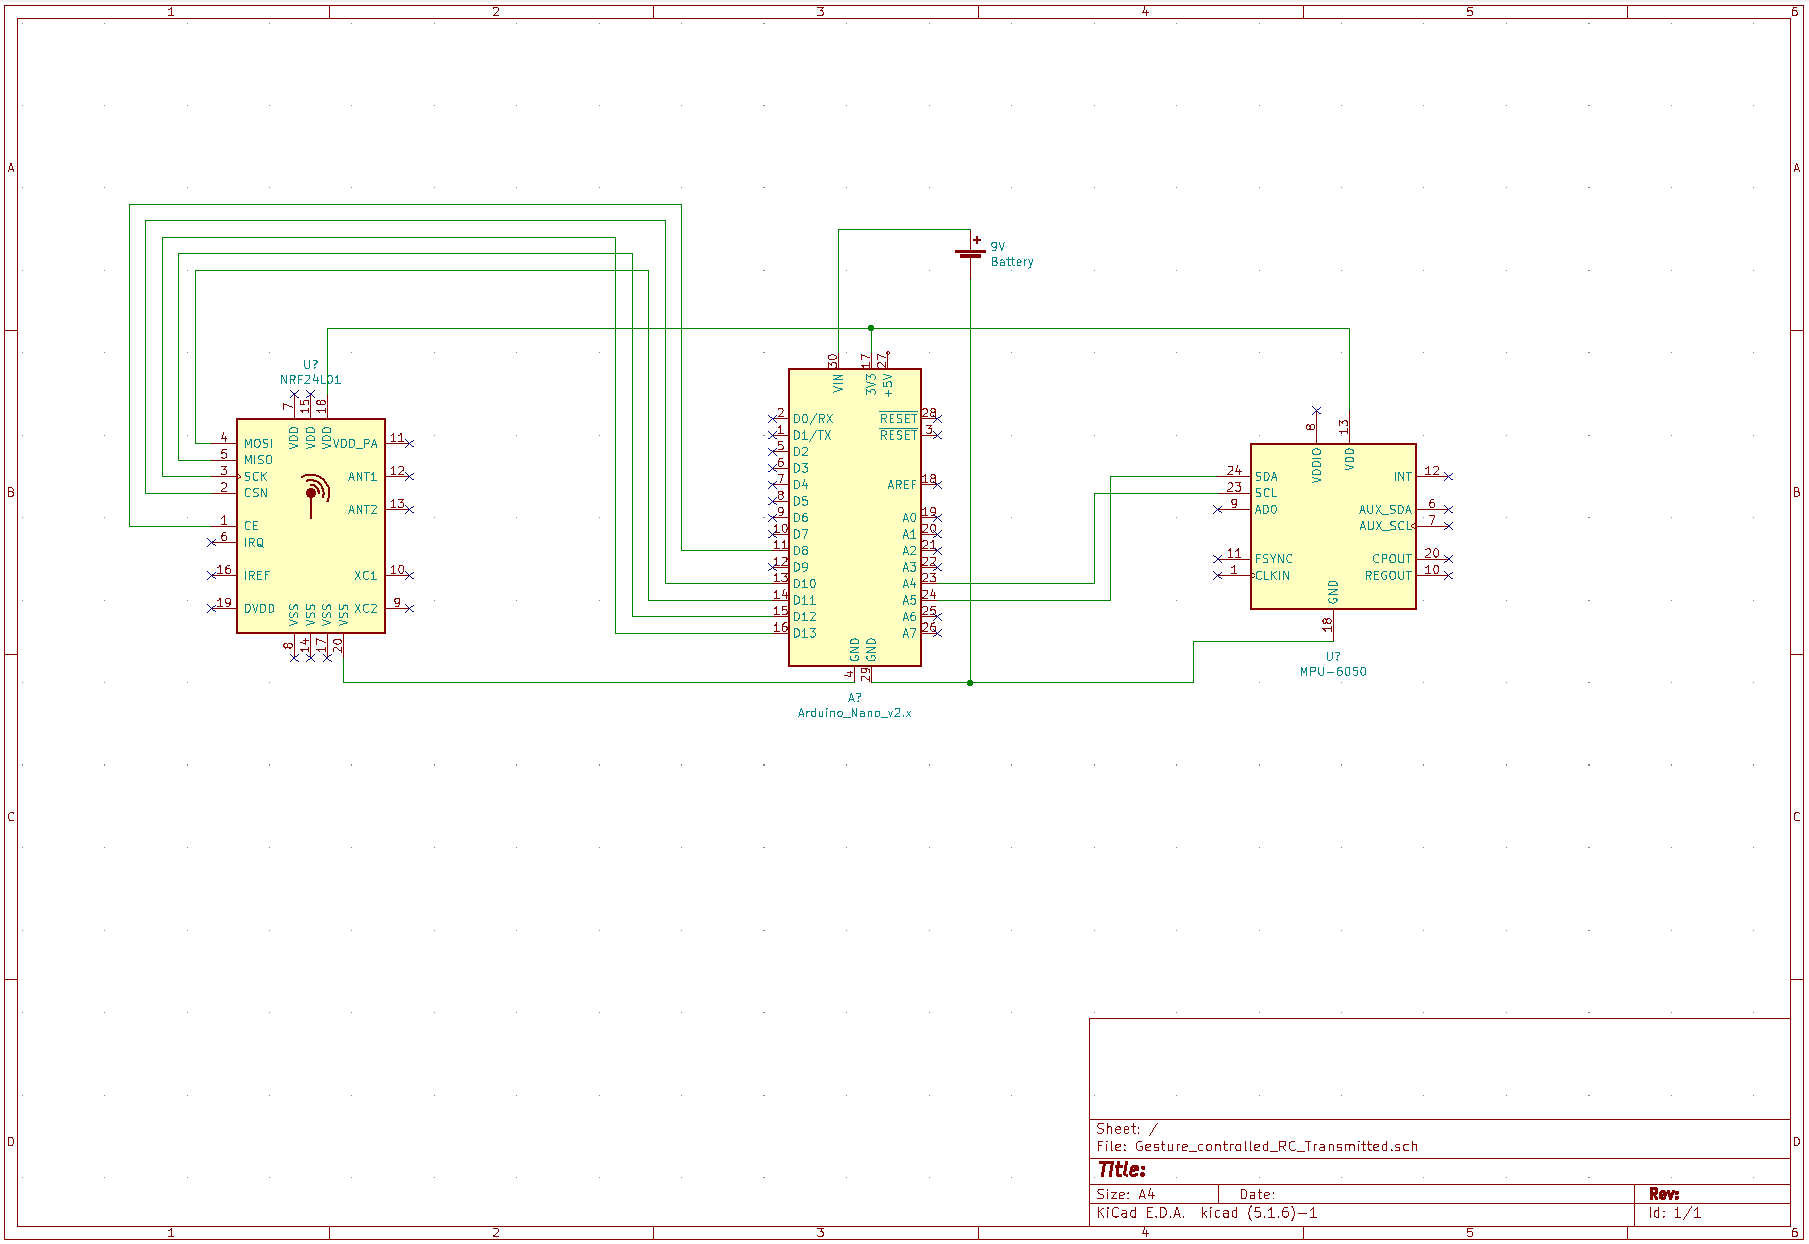 1 2 3 4 5 6
A A
9V
Battery
U?
NRF24L01
7 15 18
VDD VDD VDD
4 MOSI
5 MISO
3 SCK
2 CSN
1 CE
6 IRQ
16 IREF
19 DVDD
VDD_PA 11
ANT1 12
ANT2 13
XC1 10
XC2 9
VSS VSS VSS VSS
8 14 17 20
30 17 27
VIN 3V3 +5V
2 D0/RX
1 D1/TX
5 D2
6 D3
7 D4
8 D5
9 D6
10 D7
11 D8
12 D9
13 D10
14 D11
15 D12
16 D13
RESET 28
RESET 3
AREF 18
A0 19
A1 20
A2 21
A3 22
A4 23
A5 24
A6 25
A7 26
GND GND
4 29
A?
Arduino_Nano_v2.x
8 13
VDDIO VDD
24 SDA
23 SCL
9 AD0
11 FSYNC
1 CLKIN
INT 12
AUX_SDA 6
AUX_SCL 7
CPOUT 20
REGOUT 10
GND
18
U?
MPU-6050
B B
C C
D D
Sheet: /
File: Gesture_controlled_RC_Transmitted.sch
Title:
Size: A4 Date: Rev:
KiCad E.D.A. kicad (5.1.6)-1 Id: 1/1
1 2 3 4 5 6